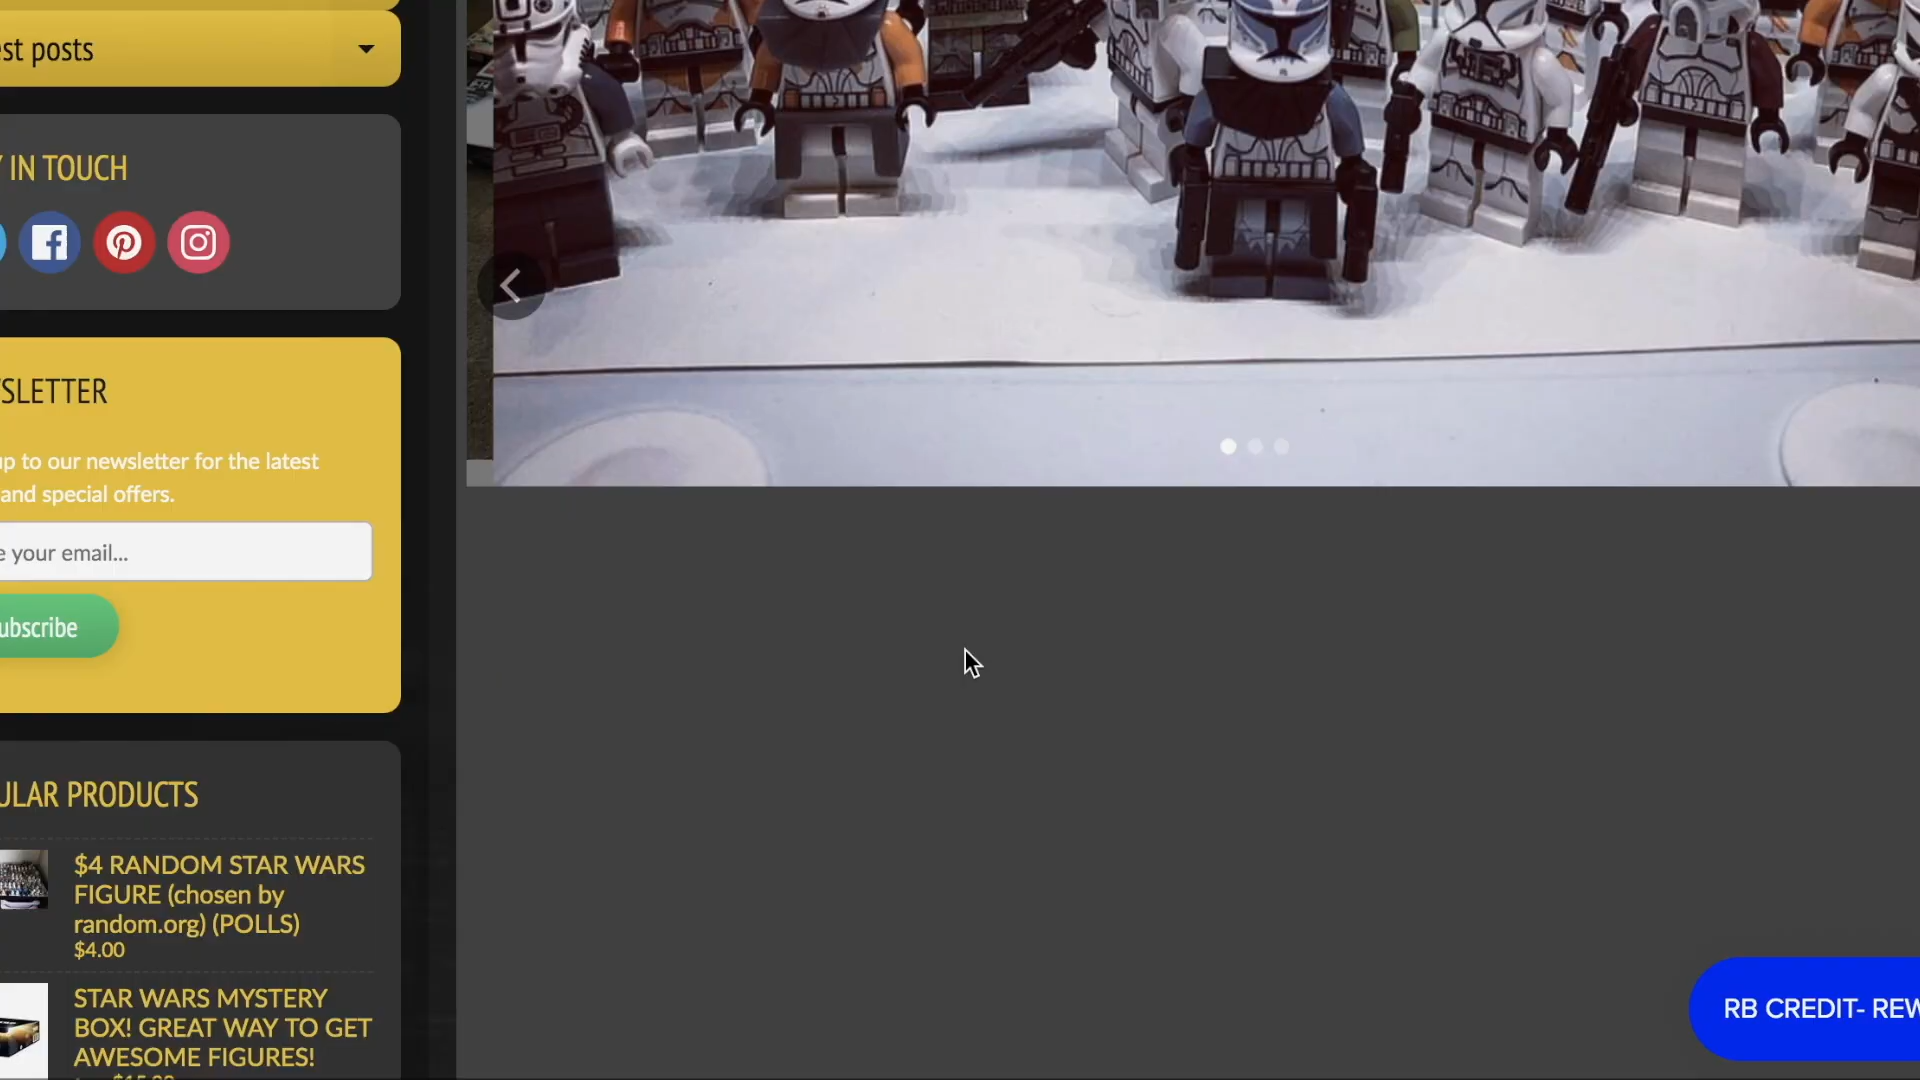 est posts
IN TOUCH
SLETTER
up to our newsletter for the latest
and special offers.
e your email...
ubscribe
ULAR PRODUCTS
$4 RANDOM STAR WARS
FIGURE (chosen by
random.org) (POLLS)
$4.00
STAR WARS MYSTERY
BOX! GREAT WAY TO GET
AWESOME FIGURES!
RB CREDIT- REW